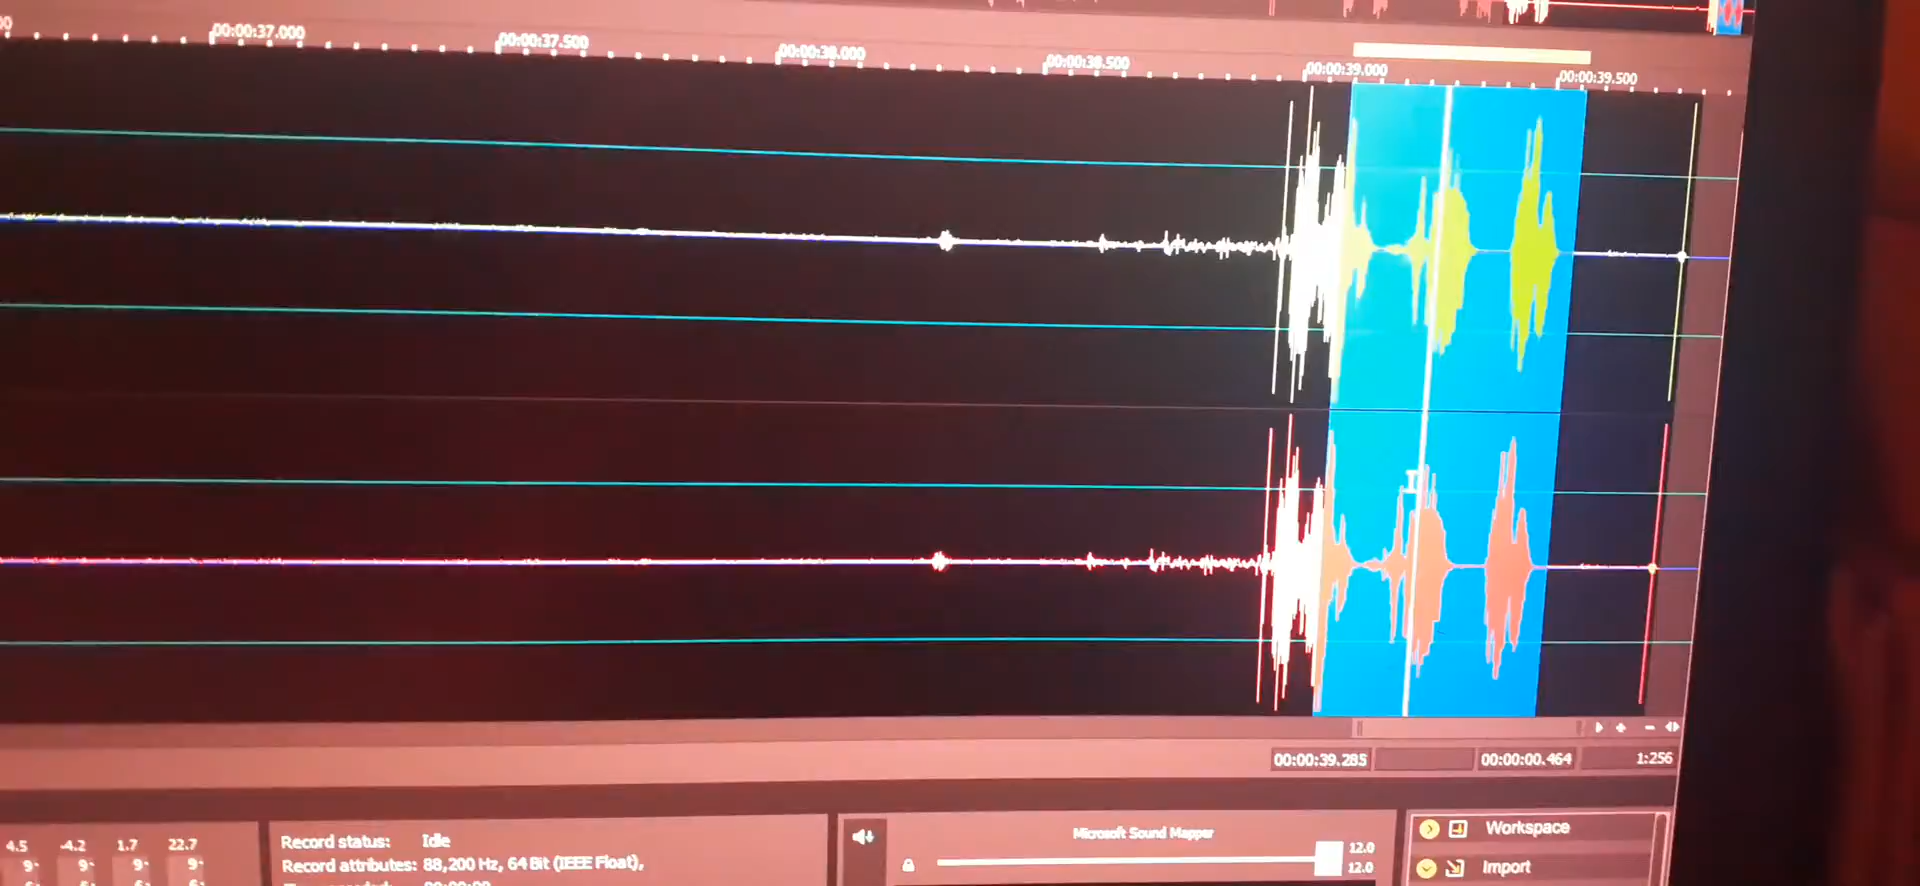 00:00:37.000
00:00:37.500
00:00:38.000
00:00:38.500
00:00:39.000
00:00:39.500
00:00:39.285
00:00:00.464
1:256
4.5 -4.2 1.7 22.7
Record status: Idle
Record attributes: 88,200 Hz, 64 Bit (IEEE Float),
Microsoft Sound Mapper
12.0
12.0
Workspace
Import